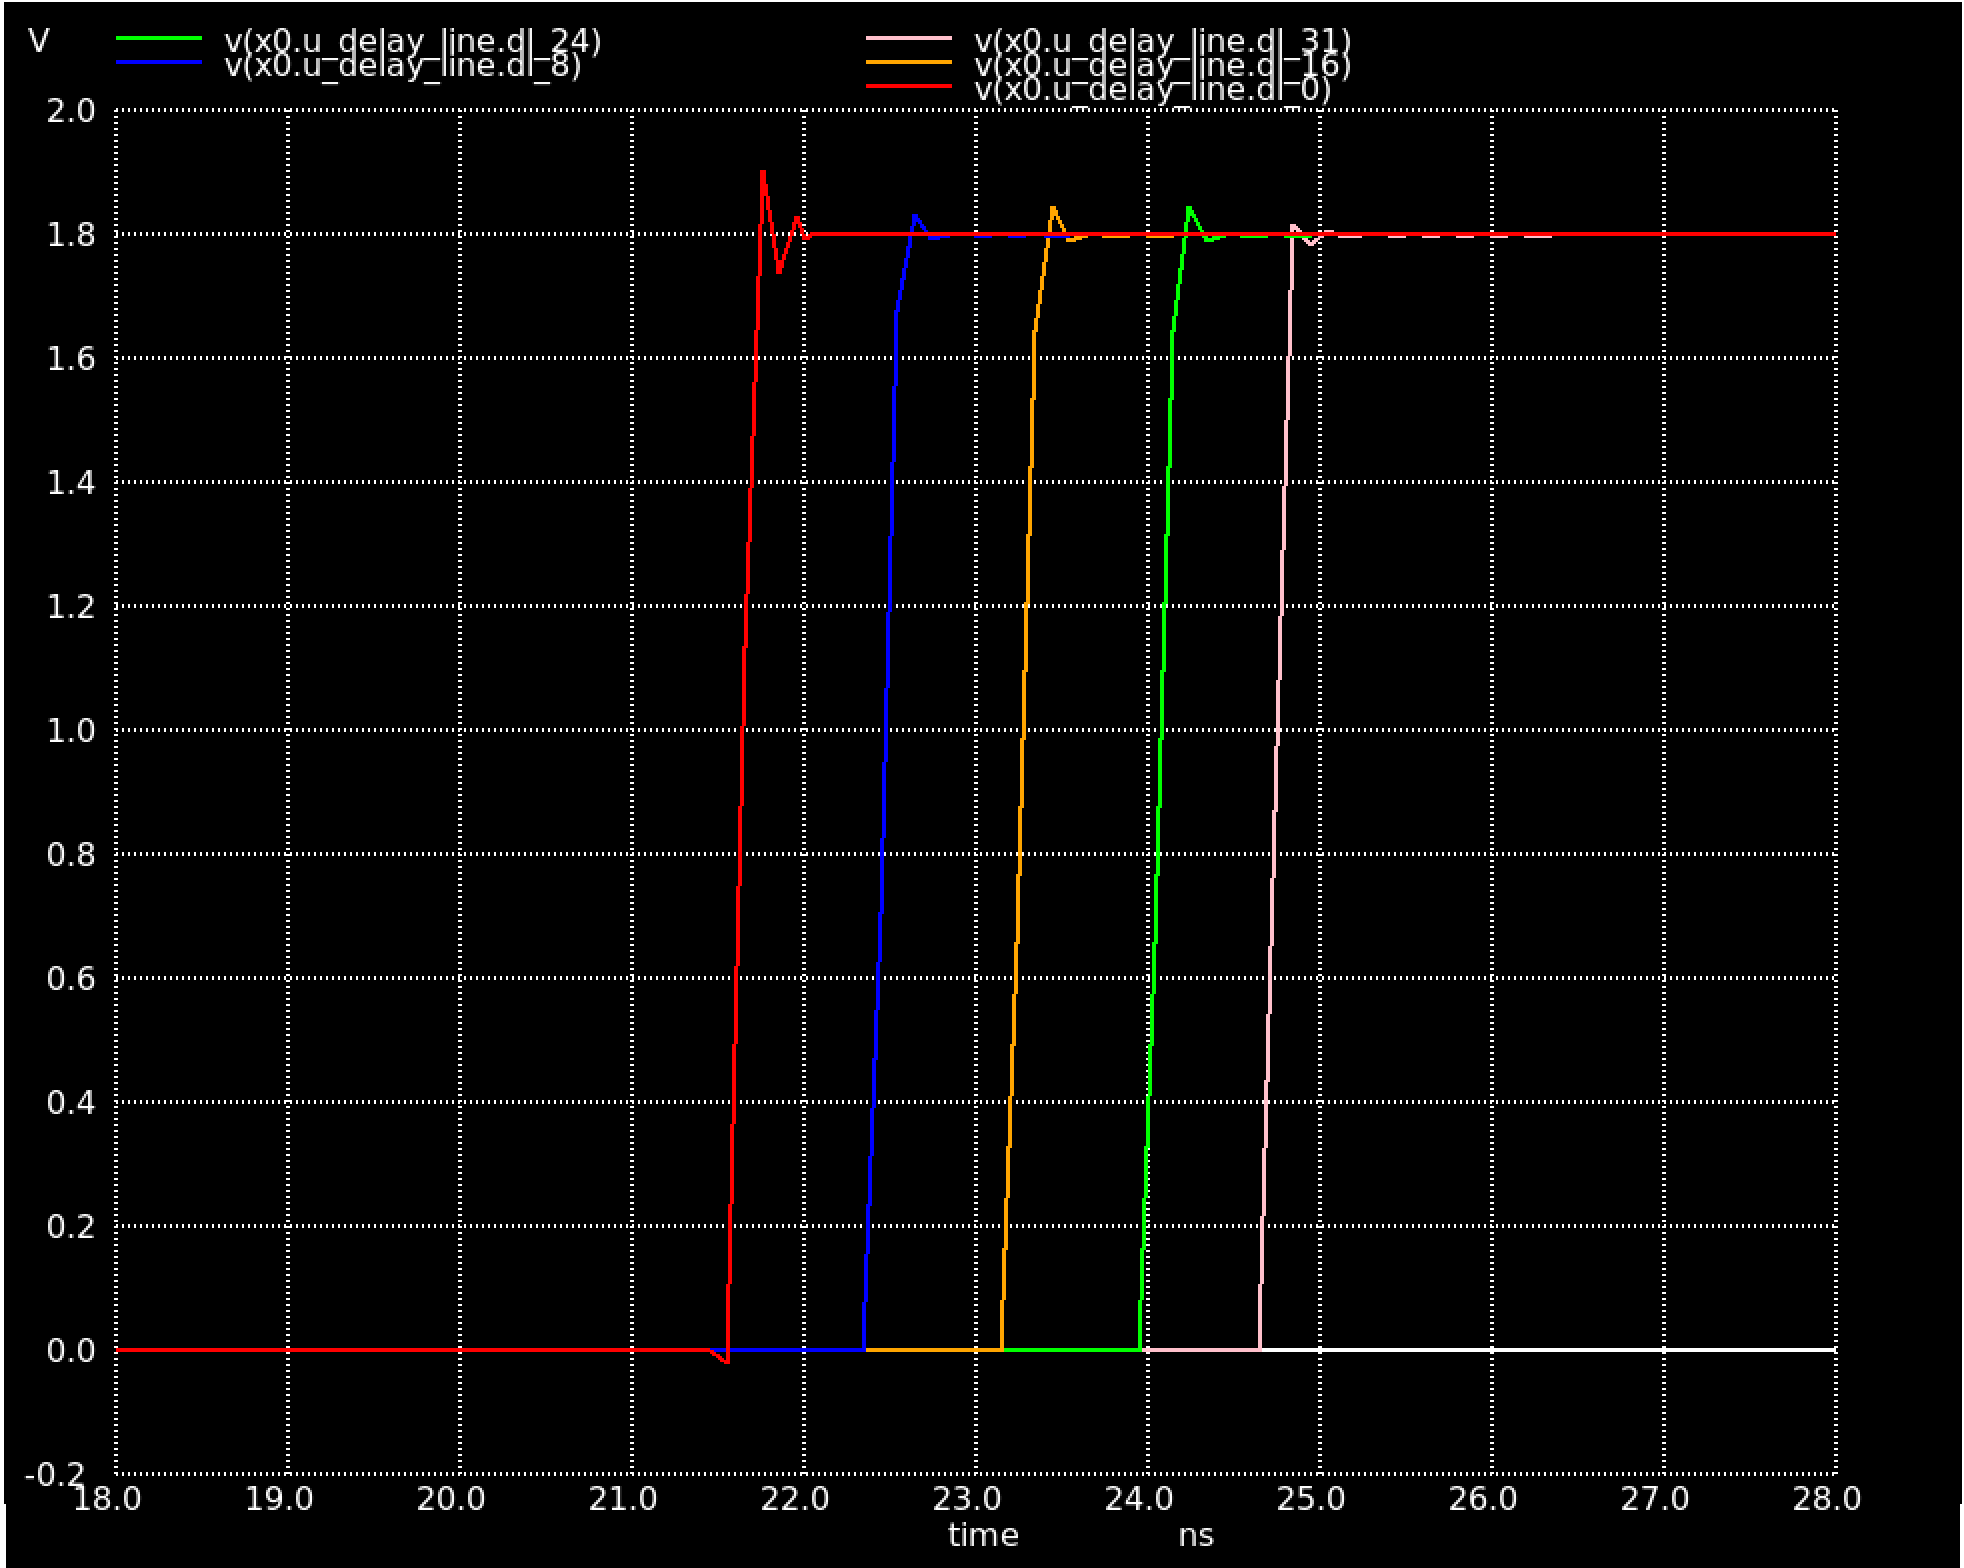 V
v(x0.u_delay_line.dl_24)
v(x0.u_delay_line.dl_8)
v(x0.u_delay_line.dl_31)
v(x0.u_delay_line.dl_16)
v(x0.u_delay_line.dl_0)
2.0
1.8
1.6
1.4
1.2
1.0
0.8
0.6
0.4
0.2
0.0
-0.2
18.0 19.0 20.0 21.0 22.0 23.0 24.0 25.0 26.0 27.0 28.0
time ns